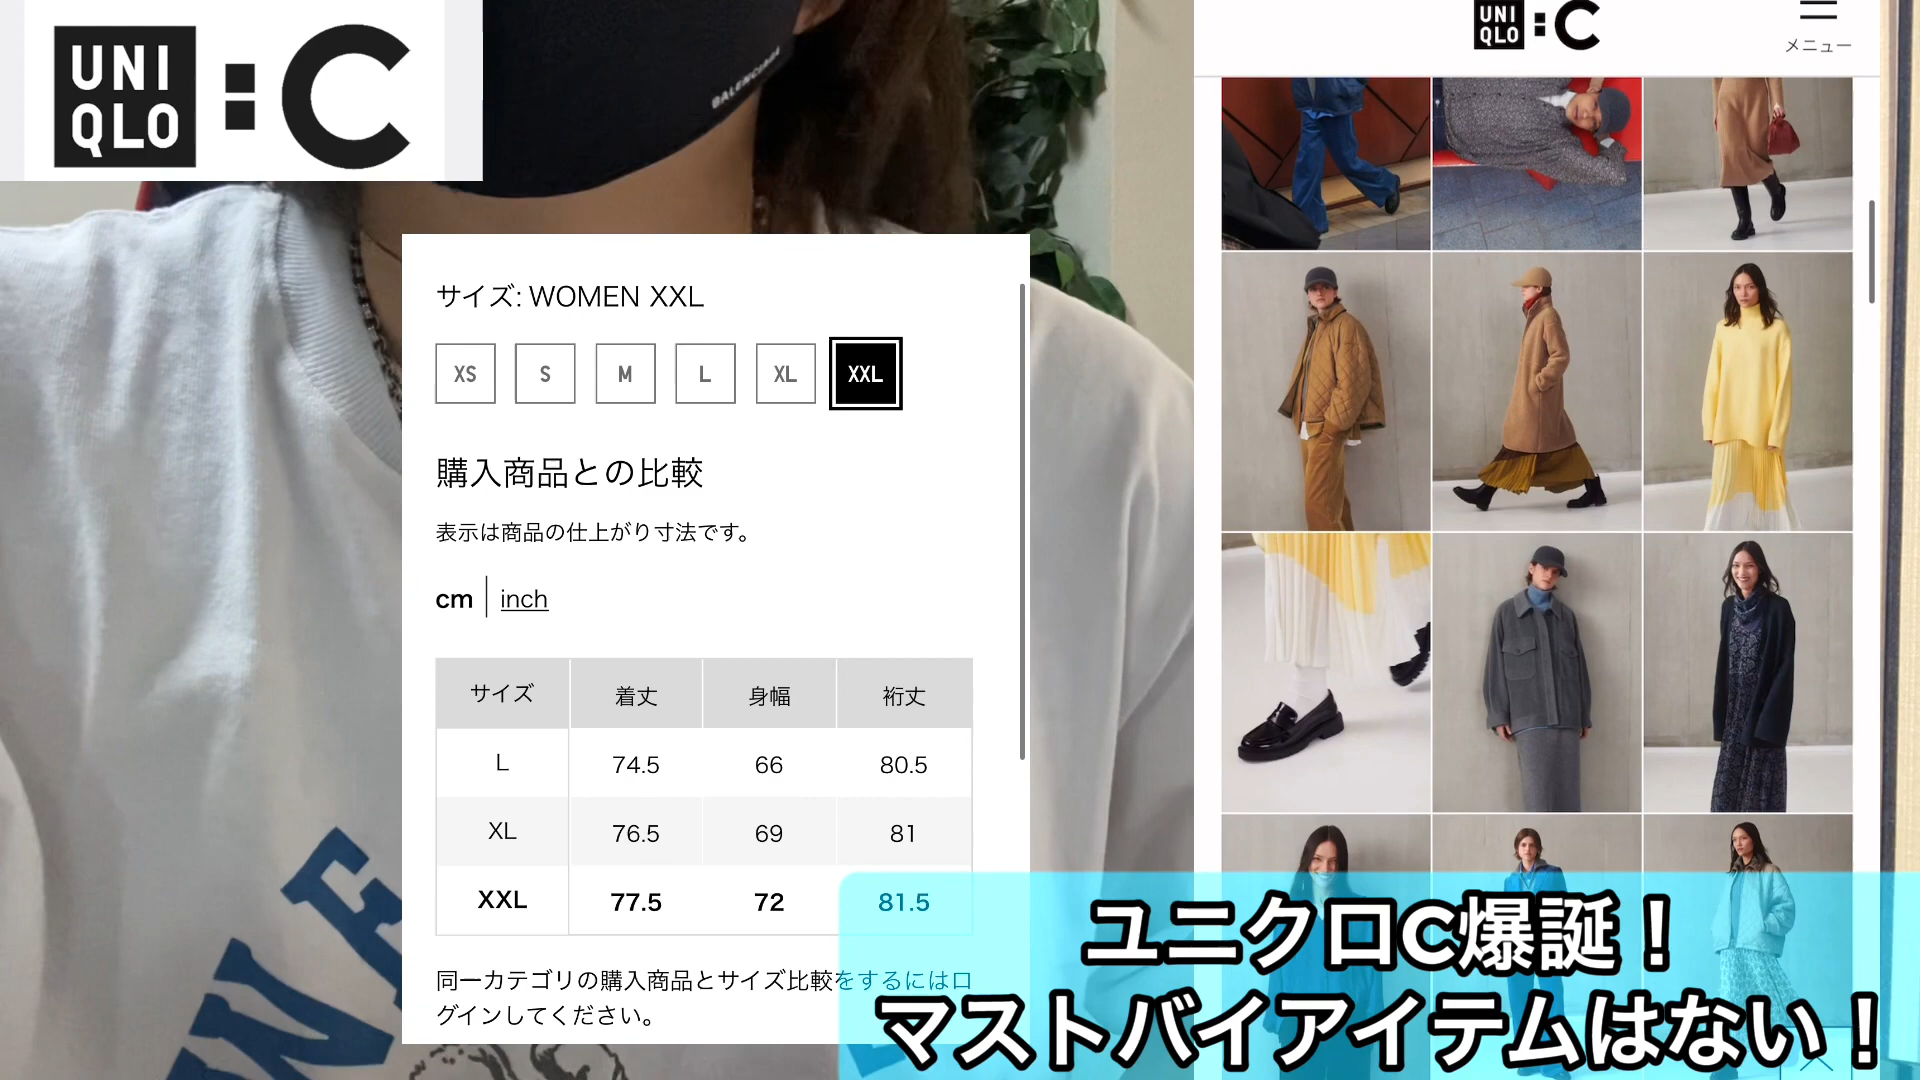 UNI
QLO
:C
BALENCIAGA
サイズ: WOMEN XXL
XS S M L XL XXL
購入商品との比較
表示は商品の仕上がり寸法です。
cm | inch
サイズ 着丈 身幅 裄丈
L 74.5 66 80.5
XL 76.5 69 81
XXL 77.5 72 81.5
同一カテゴリの購入商品とサイズ比較をするにはロ
グインしてください。
UNI
QLO
:C
メニュー
ユニクロC爆誕！
マストバイアイテムはない！